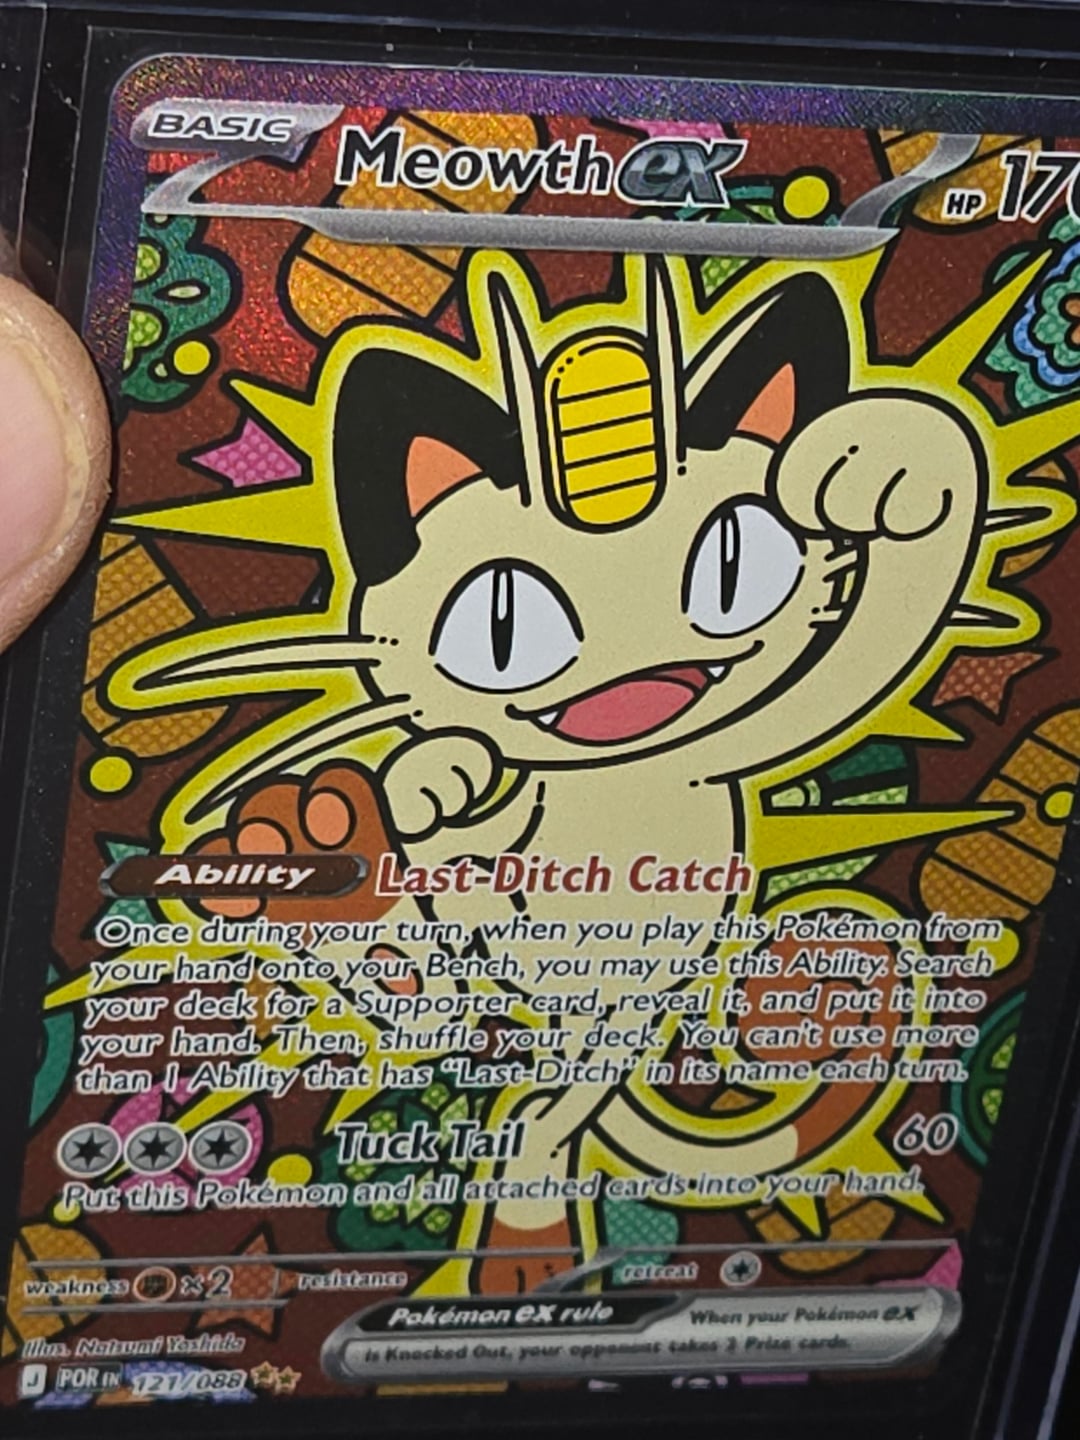 BASIC
Meowth ex
HP 170
Ability Last-Ditch Catch
Once during your turn, when you play this Pokémon from
your hand onto your Bench, you may use this Ability. Search
your deck for a Supporter card, reveal it, and put it into
your hand. Then, shuffle your deck. You can't use more
than 1 Ability that has “Last-Ditch” in its name each turn.
Tuck Tail 60
Put this Pokémon and all attached cards into your hand.
weakness ×2 resistance retreat
Pokémon ex rule When your Pokémon ex
is Knocked Out, your opponent takes 2 Prize cards.
Illus. Natsumi Yoshida
J POR EN 121/088